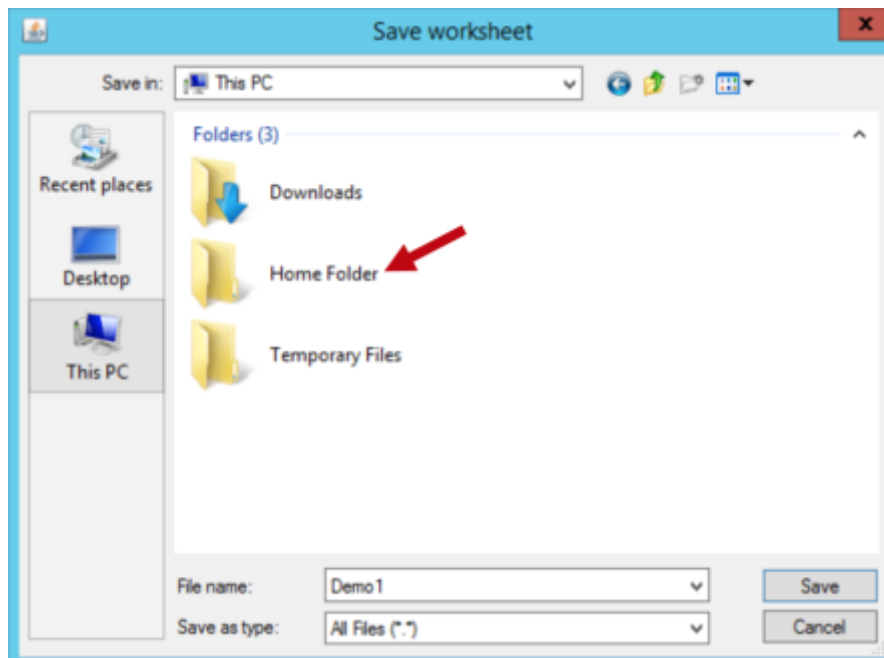 Save worksheet
x
Save in: This PC
Recent places
Desktop
This PC
Folders (3)
Downloads
Home Folder
Temporary Files
File name: Demo1 Save
Save as type: All Files (*.*) Cancel